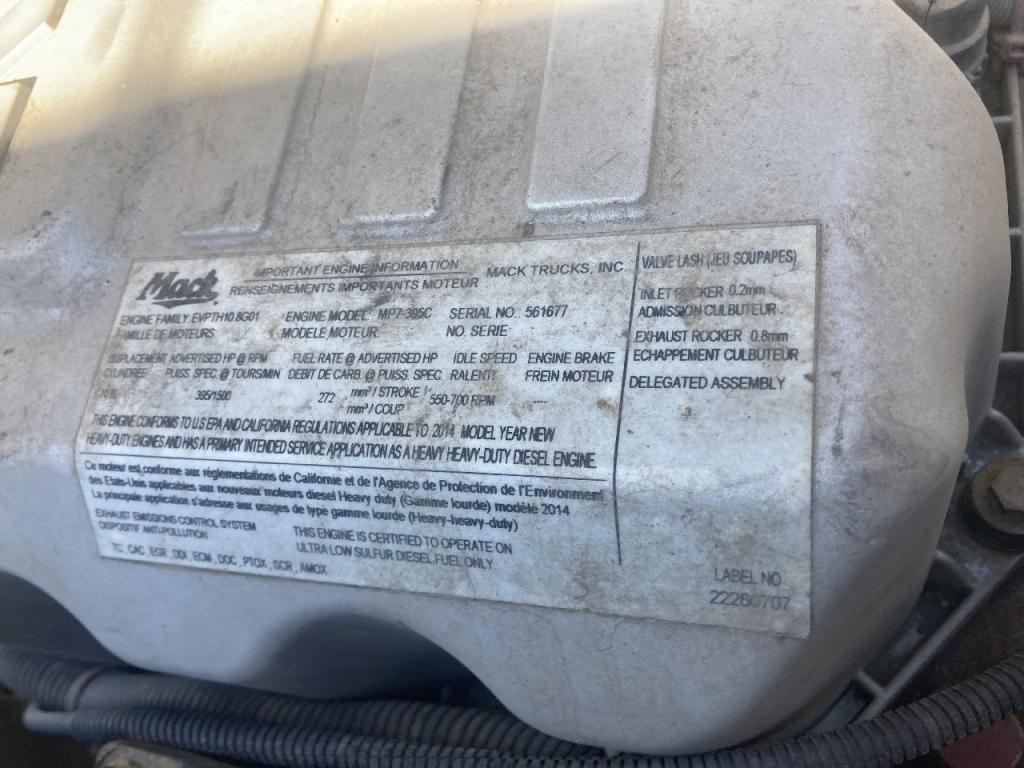 Mack
IMPORTANT ENGINE INFORMATION
RENSEIGNEMENTS IMPORTANTS MOTEUR
MACK TRUCKS, INC.
ENGINE FAMILY: EVPTH10.8G01
FAMILLE DE MOTEURS
ENGINE MODEL: MP7-395C
MODELE MOTEUR:
SERIAL NO.: 561677
NO. SERIE
DISPLACEMENT ADVERTISED HP @ RPM FUEL RATE @ ADVERTISED HP IDLE SPEED ENGINE BRAKE
CYLINDREE PUISS. SPEC @ TOURS/MIN DEBIT DE CARB. @ PUISS. SPEC. RALENTI FREIN MOTEUR
395/1500 272 mm³ / STROKE 550-700 RPM ----
mm³ / COUP
THIS ENGINE CONFORMS TO U.S EPA AND CALIFORNIA REGULATIONS APPLICABLE TO 2014 MODEL YEAR NEW
HEAVY-DUTY ENGINES AND HAS A PRIMARY INTENDED SERVICE APPLICATION AS A HEAVY HEAVY-DUTY DIESEL ENGINE.
Ce moteur est conforme aux réglementations de Californie et de l'Agence de Protection de l'Environment
des Etats-Unis applicables aux nouveaux moteurs diesel Heavy duty (Gamme lourde) modèle 2014
La principale application s'adresse aux usages de type gamme lourde (Heavy-heavy-duty)
EXHAUST EMISSIONS CONTROL SYSTEM
DISPOSITIF ANTI-POLLUTION
TC , CAC , EGR , DDI , ECM , DOC , PTOX , SCR , AMOX
THIS ENGINE IS CERTIFIED TO OPERATE ON
ULTRA LOW SULFUR DIESEL FUEL ONLY
VALVE LASH (JEU SOUPAPES)
INLET ROCKER 0.2mm
ADMISSION CULBUTEUR
EXHAUST ROCKER 0.8mm
ECHAPPEMENT CULBUTEUR
DELEGATED ASSEMBLY
LABEL NO
22260707